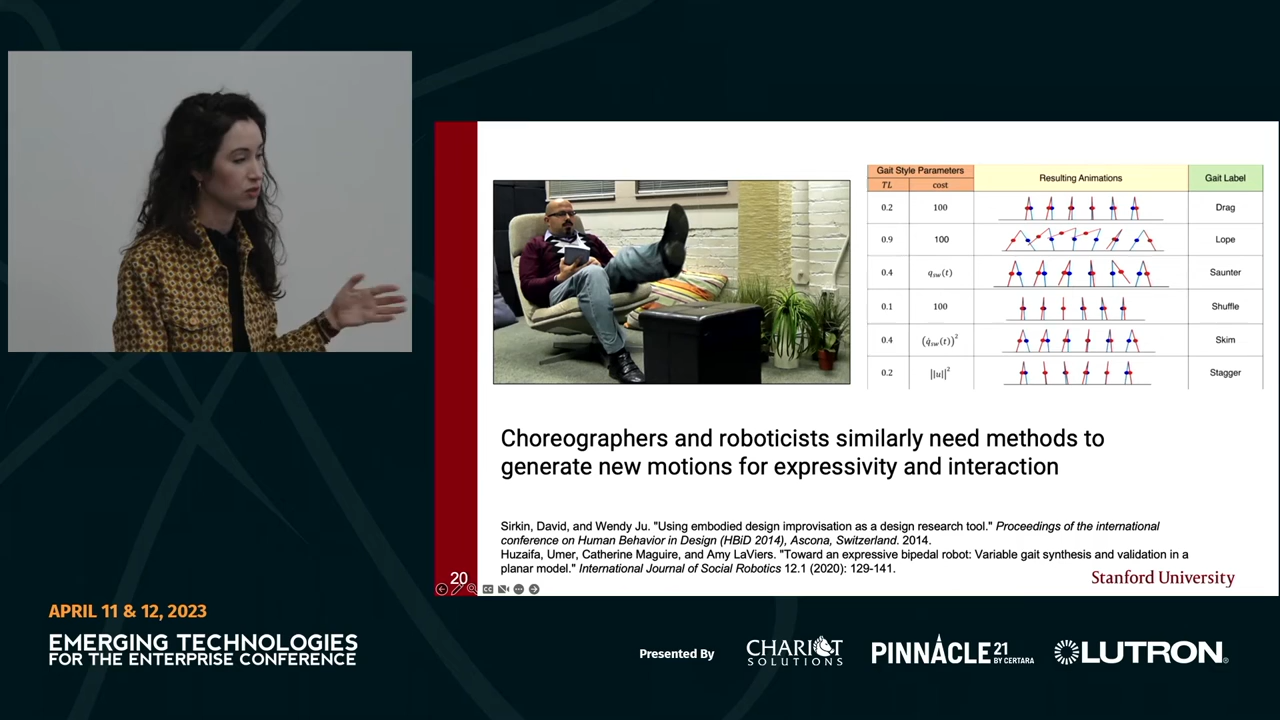 Gait Style Parameters
Resulting Animations
Gait Label
TL
cost
0.2
100
Drag
0.9
100
Lope
0.4
q_sw(t)
Saunter
0.1
100
Shuffle
0.4
(q̇_sw(t))²
Skim
0.2
||u||²
Stagger
Choreographers and roboticists similarly need methods to
generate new motions for expressivity and interaction
Sirkin, David, and Wendy Ju. "Using embodied design improvisation as a design research tool." Proceedings of the international
conference on Human Behavior in Design (HBiD 2014), Ascona, Switzerland. 2014.
Huzaifa, Umer, Catherine Maguire, and Amy LaViers. "Toward an expressive bipedal robot: Variable gait synthesis and validation in a
planar model." International Journal of Social Robotics 12.1 (2020): 129-141.
20
CC
Stanford University
APRIL 11 & 12, 2023
EMERGING TECHNOLOGIES
FOR THE ENTERPRISE CONFERENCE
Presented By
CHARIOT
SOLUTIONS
PINNACLE 21
BY CERTARA
LUTRON®